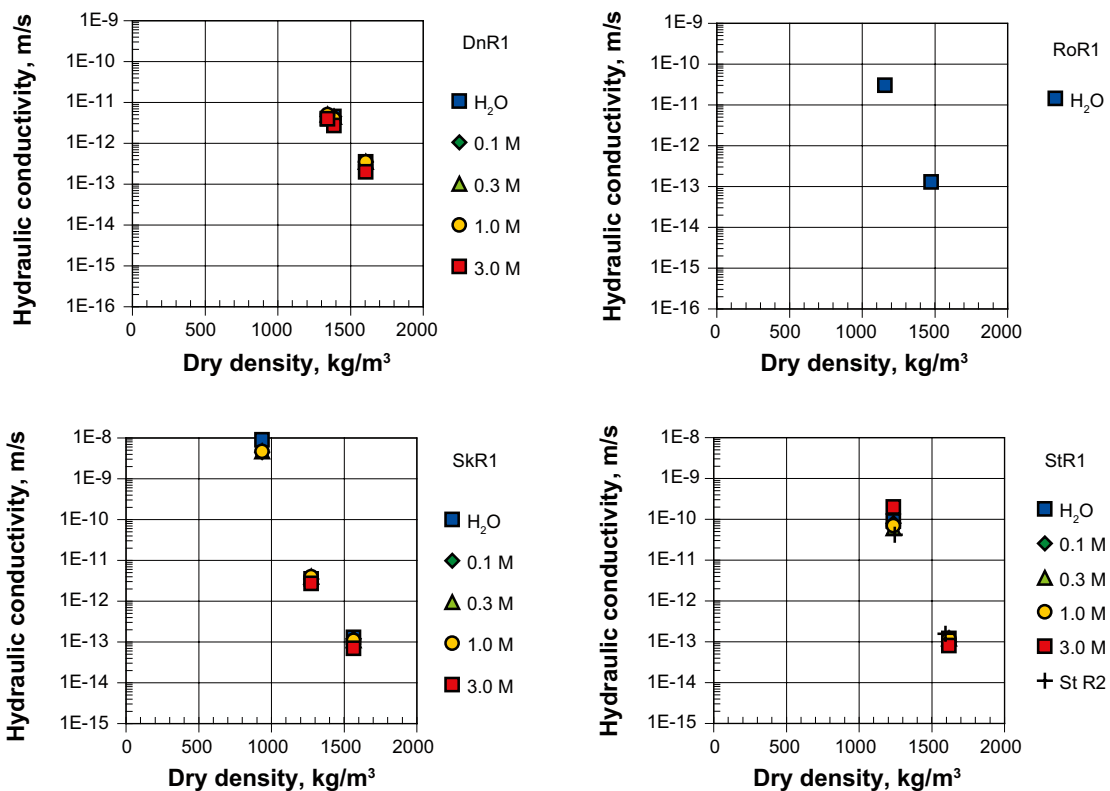 DnR1
Hydraulic conductivity, m/s
1E-9
1E-10
1E-11
1E-12
1E-13
1E-14
1E-15
1E-16
0 500 1000 1500 2000
Dry density, kg/m³
H₂O
0.1 M
0.3 M
1.0 M
3.0 M
RoR1
Hydraulic conductivity, m/s
1E-9
1E-10
1E-11
1E-12
1E-13
1E-14
1E-15
1E-16
0 500 1000 1500 2000
Dry density, kg/m³
H₂O
SkR1
Hydraulic conductivity, m/s
1E-8
1E-9
1E-10
1E-11
1E-12
1E-13
1E-14
1E-15
0 500 1000 1500 2000
Dry density, kg/m³
H₂O
0.1 M
0.3 M
1.0 M
3.0 M
StR1
Hydraulic conductivity, m/s
1E-8
1E-9
1E-10
1E-11
1E-12
1E-13
1E-14
1E-15
0 500 1000 1500 2000
Dry density, kg/m³
H₂O
0.1 M
0.3 M
1.0 M
3.0 M
St R2